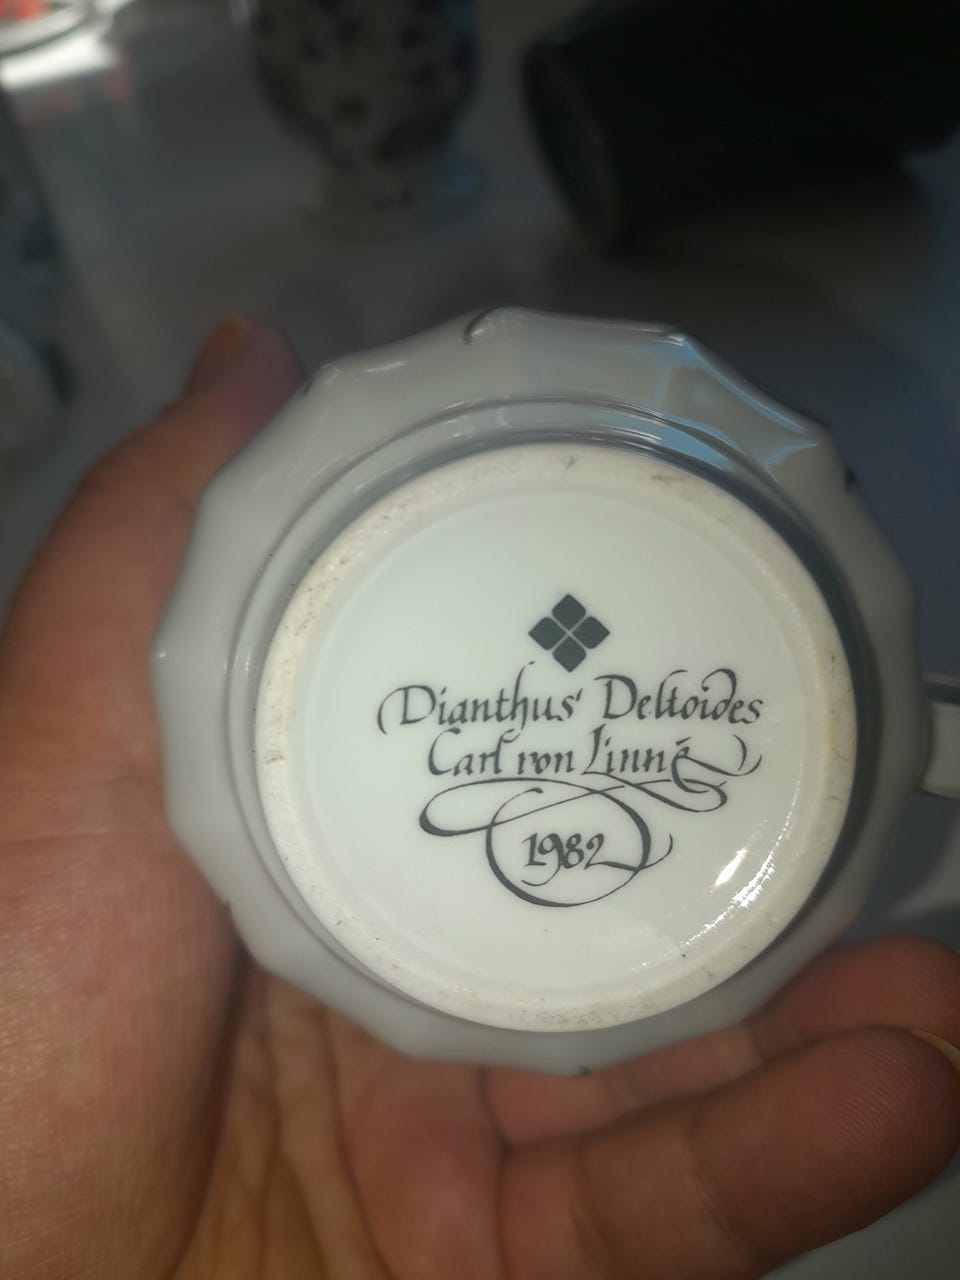 Dianthus' Deltoides
Carl von Linné
1982